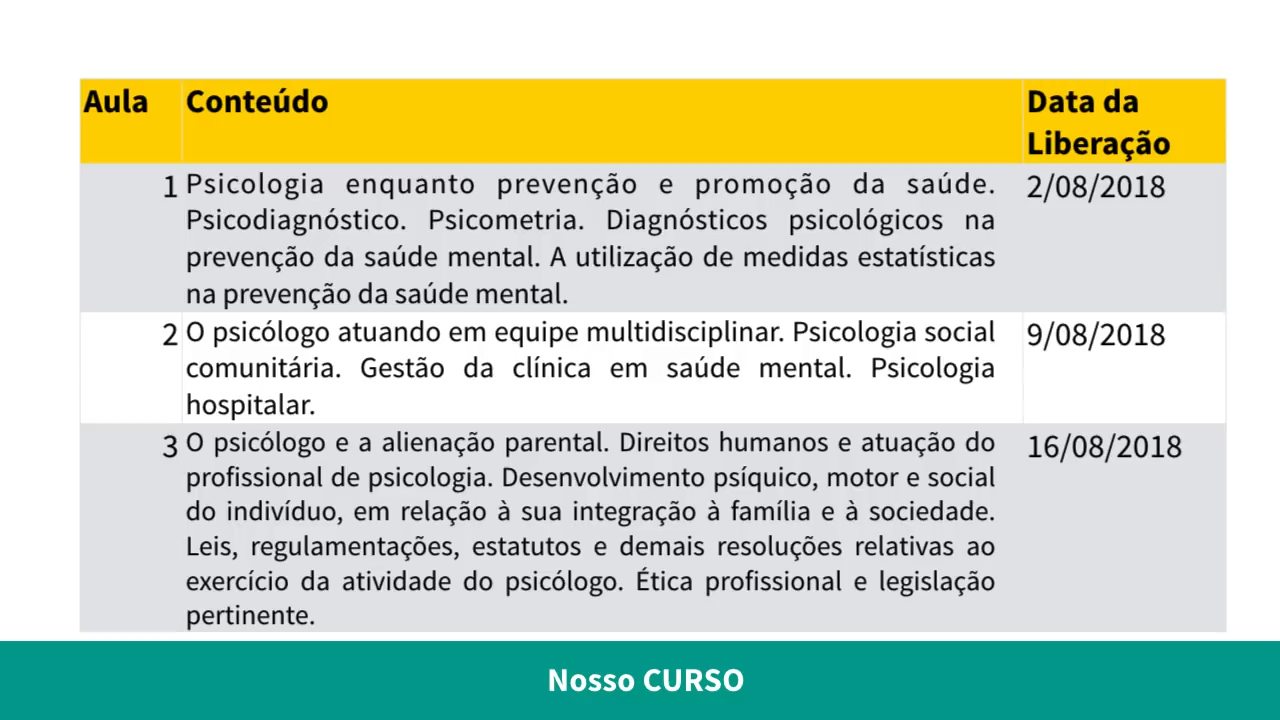 Aula Conteúdo Data da
Liberação
1 Psicologia enquanto prevenção e promoção da saúde. 2/08/2018
Psicodiagnóstico. Psicometria. Diagnósticos psicológicos na
prevenção da saúde mental. A utilização de medidas estatísticas
na prevenção da saúde mental.
2 O psicólogo atuando em equipe multidisciplinar. Psicologia social 9/08/2018
comunitária. Gestão da clínica em saúde mental. Psicologia
hospitalar.
3 O psicólogo e a alienação parental. Direitos humanos e atuação do 16/08/2018
profissional de psicologia. Desenvolvimento psíquico, motor e social
do indivíduo, em relação à sua integração à família e à sociedade.
Leis, regulamentações, estatutos e demais resoluções relativas ao
exercício da atividade do psicólogo. Ética profissional e legislação
pertinente.
Nosso CURSO